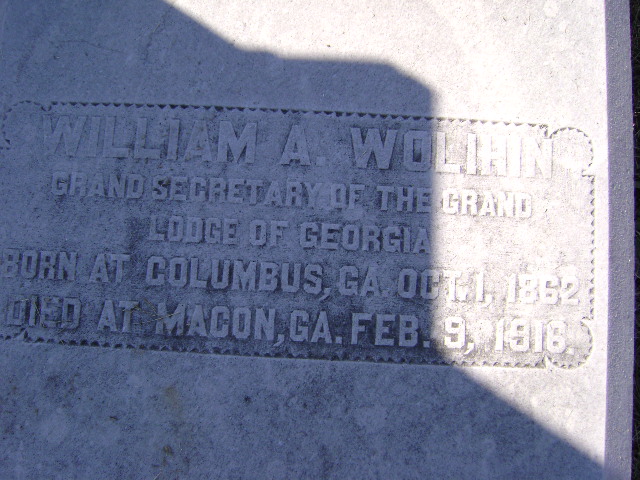 WILLIAM A. WOLIHIN
GRAND SECRETARY OF THE GRAND
LODGE OF GEORGIA
BORN AT COLUMBUS, GA. OCT. 1, 1862
DIED AT MACON, GA. FEB. 9, 1918.